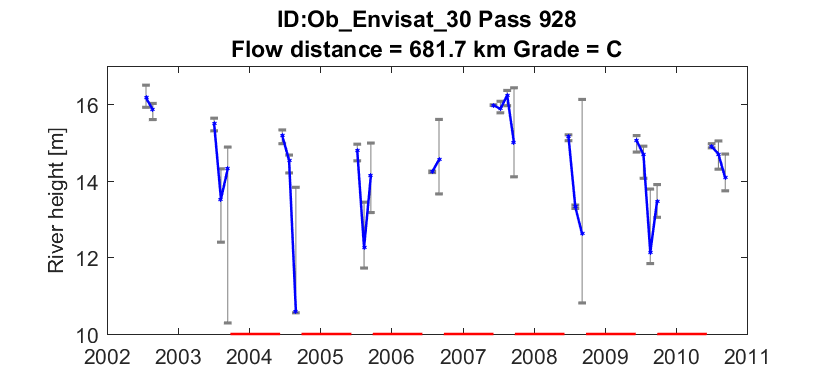 ID:Ob_Envisat_30 Pass 928
Flow distance = 681.7 km Grade = C
River height [m]
16
14
12
10
2002 2003 2004 2005 2006 2007 2008 2009 2010 2011